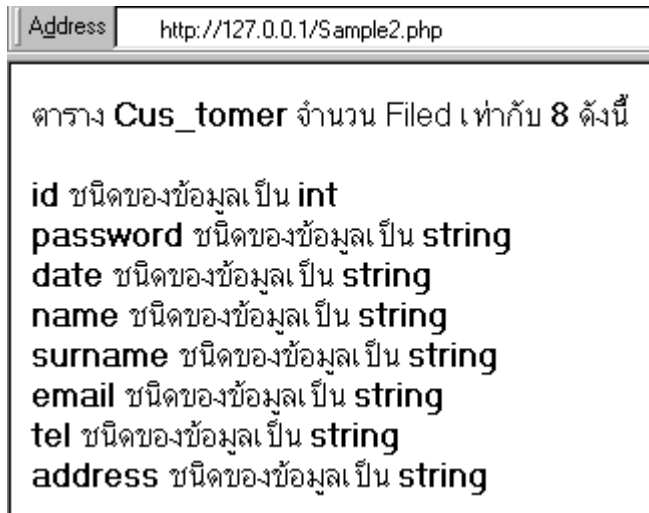 Address http://127.0.0.1/Sample2.php
ตาราง Cus_tomer จำนวน Filed เท่ากับ 8 ดังนี้
id ชนิดของข้อมูลเป็น int
password ชนิดของข้อมูลเป็น string
date ชนิดของข้อมูลเป็น string
name ชนิดของข้อมูลเป็น string
surname ชนิดของข้อมูลเป็น string
email ชนิดของข้อมูลเป็น string
tel ชนิดของข้อมูลเป็น string
address ชนิดของข้อมูลเป็น string